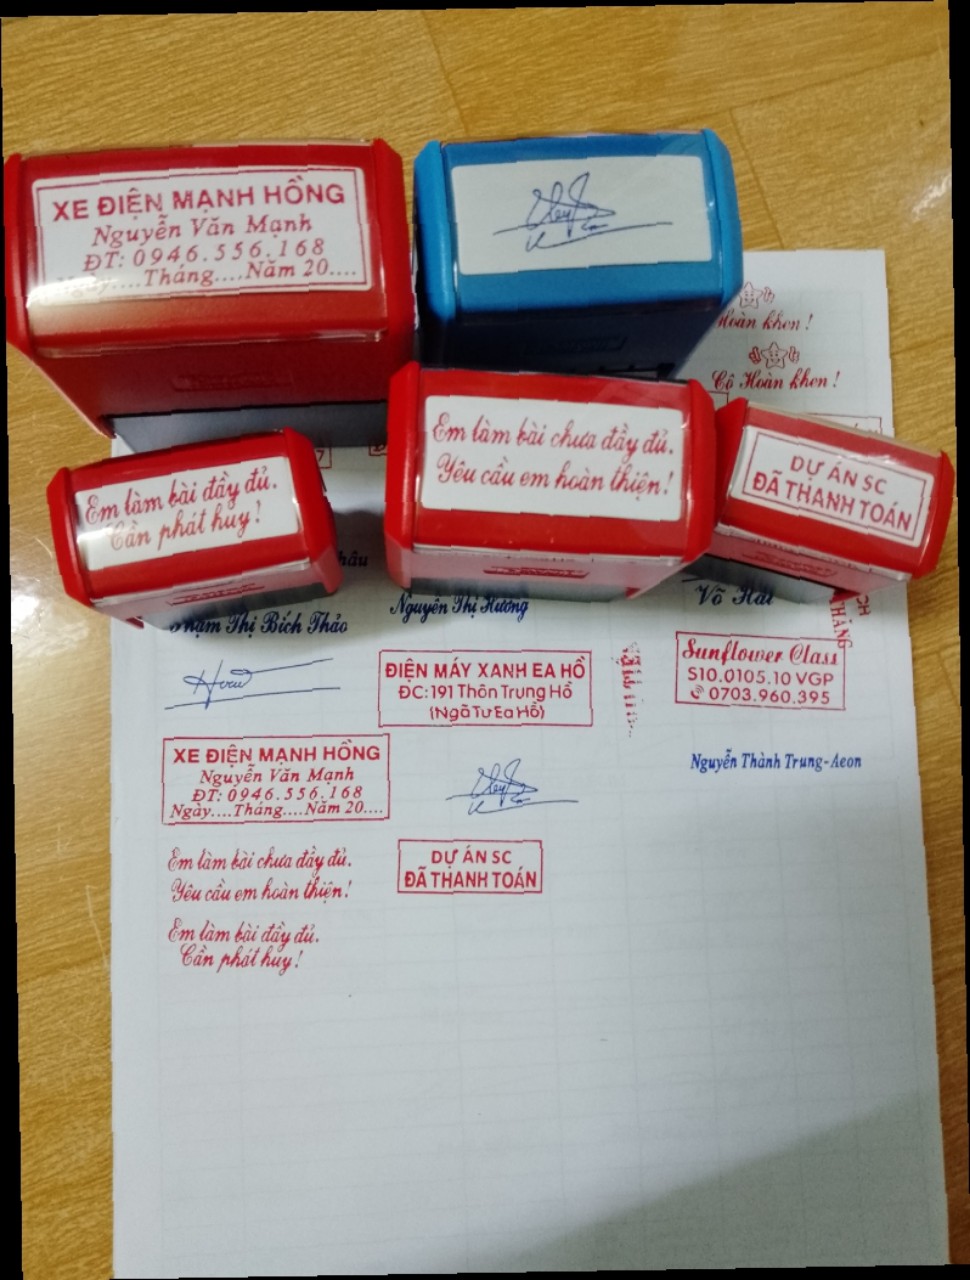 XE ĐIỆN MẠNH HỒNG
Nguyễn Văn Mạnh
ĐT: 0946.556.168
Ngày....Tháng....Năm 20....
Hoàn khen !
Cô Hoàn khen !
Em làm bài chưa đầy đủ.
Yêu cầu em hoàn thiện!
DỰ ÁN SC
ĐÃ THANH TOÁN
Em làm bài đầy đủ.
Cần phát huy!
Phạm Thị Bích Thảo
Nguyễn Thị Hương
Võ Hát
THÁNG
ĐIỆN MÁY XANH EA HỒ
ĐC: 191 Thôn Trung Hồ
(Ngã Tư Ea Hồ)
Sunflower Class
S10.0105.10 VGP
0703.960.395
XE ĐIỆN MẠNH HỒNG
Nguyễn Văn Mạnh
ĐT: 0946.556.168
Ngày....Tháng....Năm 20....
Nguyễn Thành Trung-Aeon
Em làm bài chưa đầy đủ.
Yêu cầu em hoàn thiện!
DỰ ÁN SC
ĐÃ THANH TOÁN
Em làm bài đầy đủ.
Cần phát huy!